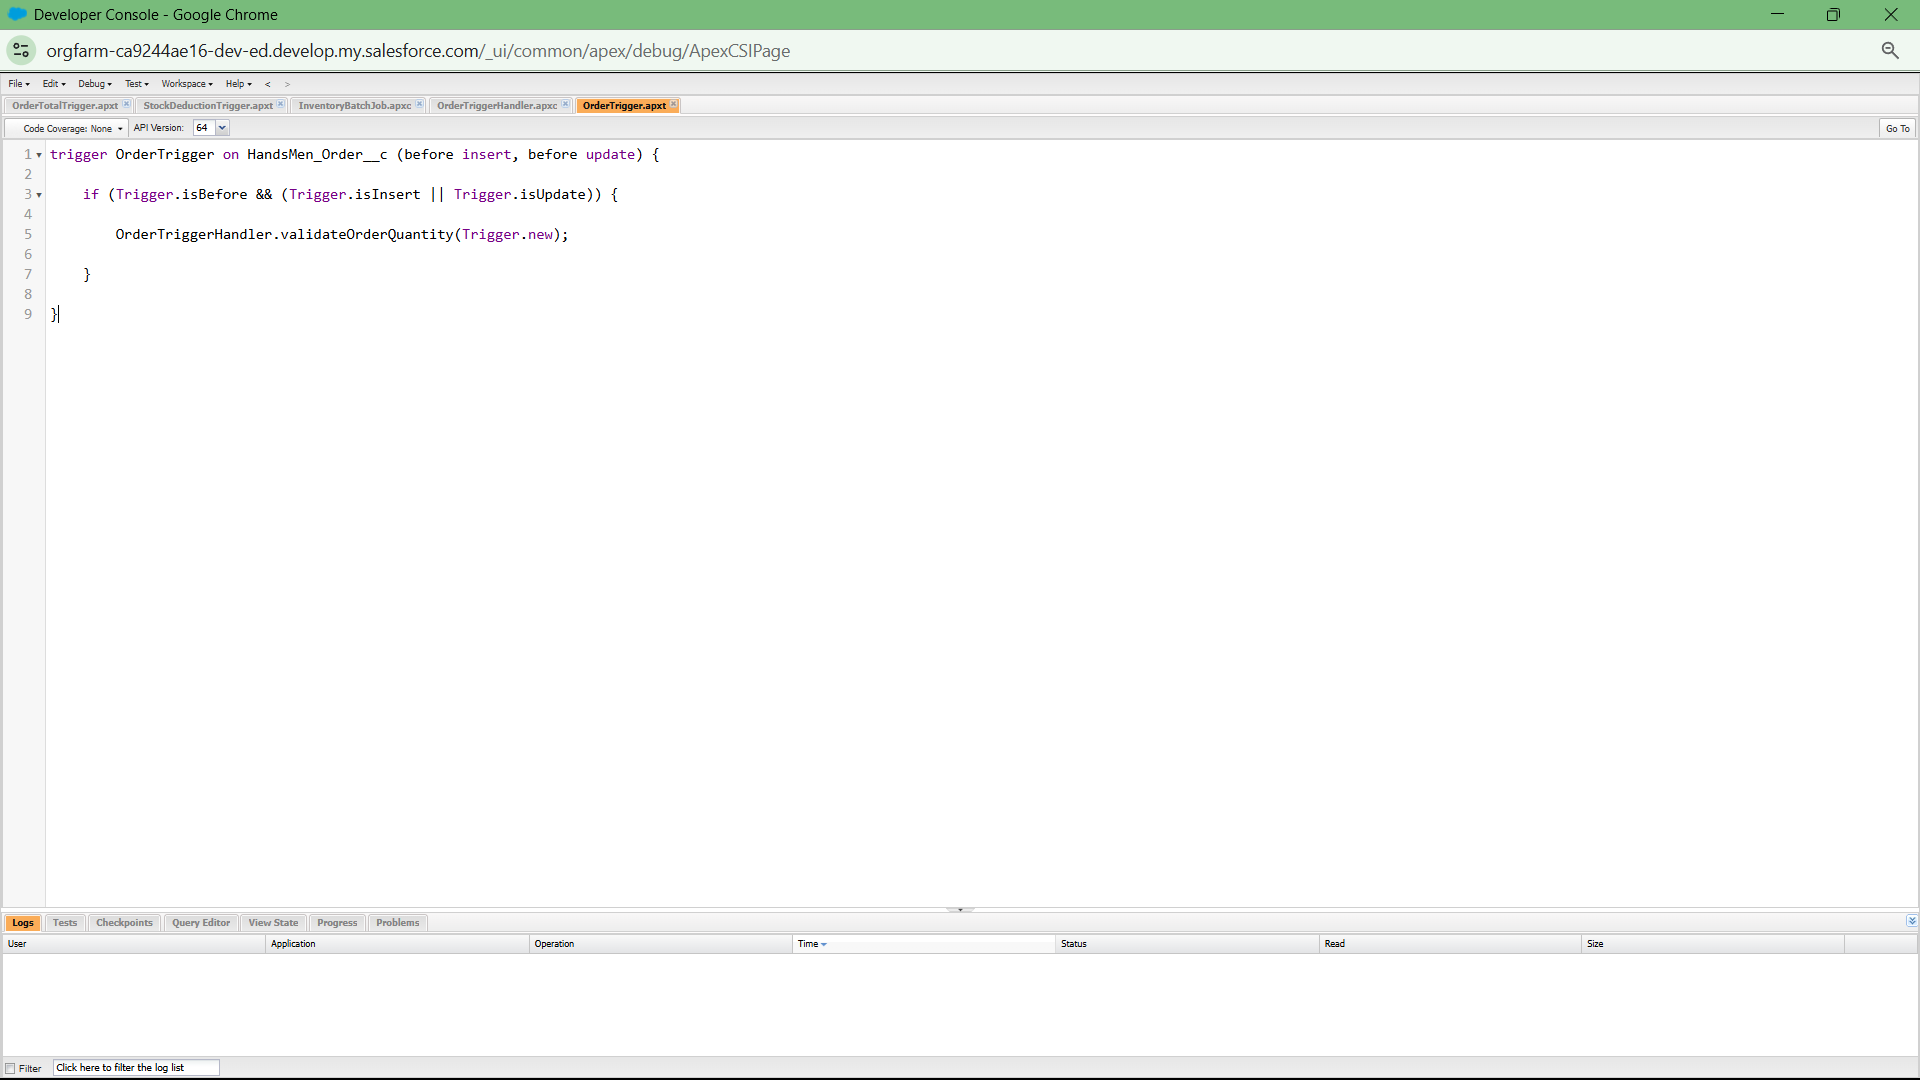 Developer Console - Google Chrome
orgfarm-ca9244ae16-dev-ed.develop.my.salesforce.com/_ui/common/apex/debug/ApexCSIPage
File Edit Debug Test Workspace Help < >
OrderTotalTrigger.apxt StockDeductionTrigger.apxt InventoryBatchJob.apxc OrderTriggerHandler.apxc OrderTrigger.apxt
Code Coverage: None API Version: 64 Go To
1 trigger OrderTrigger on HandsMen_Order__c (before insert, before update) {
2
3 if (Trigger.isBefore && (Trigger.isInsert || Trigger.isUpdate)) {
4
5 OrderTriggerHandler.validateOrderQuantity(Trigger.new);
6
7 }
8
9 }
Logs Tests Checkpoints Query Editor View State Progress Problems
User Application Operation Time Status Read Size
Filter Click here to filter the log list